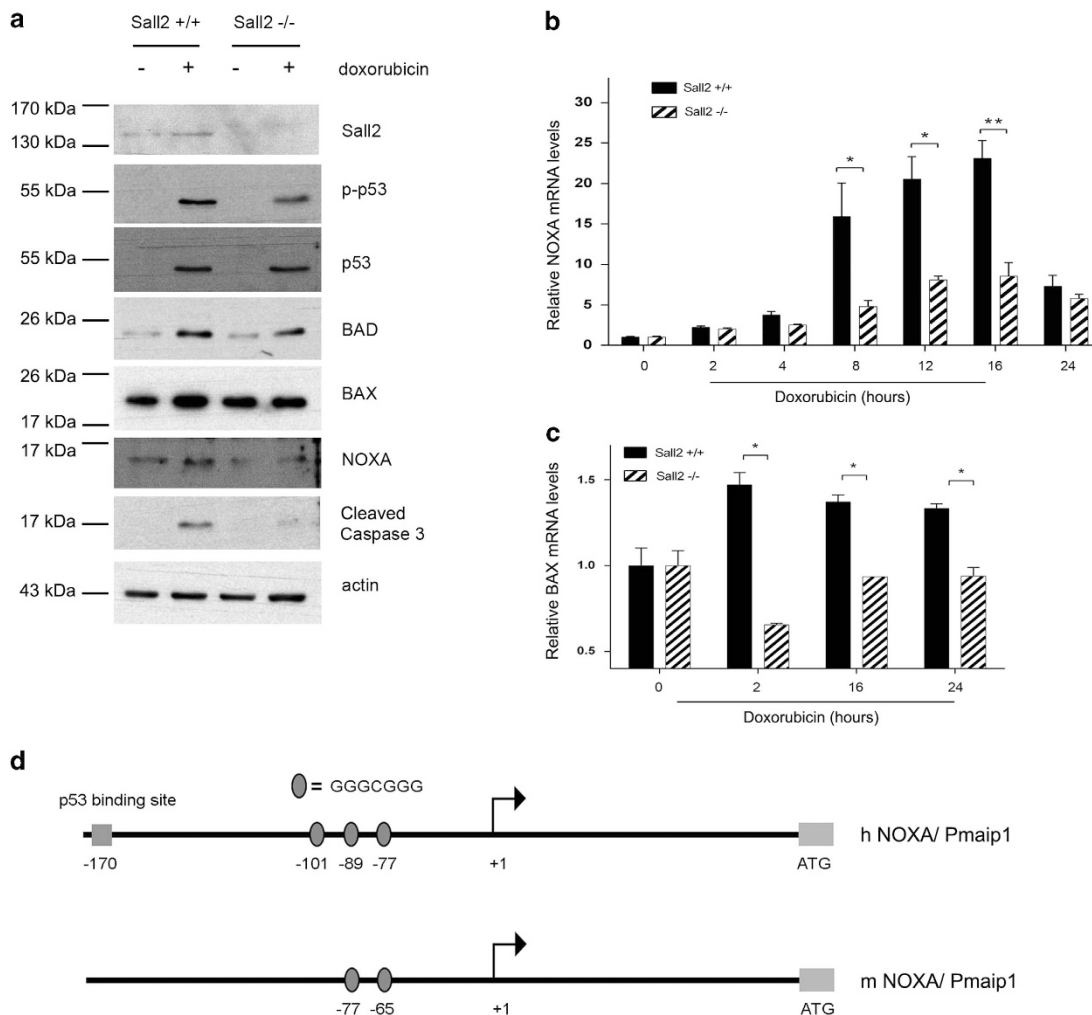 a
Sall2 +/+ Sall2 -/-
- + - + doxorubicin
170 kDa
130 kDa
Sall2
55 kDa
p-p53
55 kDa
p53
26 kDa
BAD
26 kDa
BAX
17 kDa
17 kDa
NOXA
17 kDa
Cleaved
Caspase 3
43 kDa
actin
b
Relative NOXA mRNA levels
Sall2 +/+
Sall2 -/-
30
25
20
15
10
5
0
* * **
0 2 4 8 12 16 24
Doxorubicin (hours)
c
Relative BAX mRNA levels
Sall2 +/+
Sall2 -/-
1.5
1.0
0.5
* * *
0 2 16 24
Doxorubicin (hours)
d
= GGGCGGG
p53 binding site
-170 -101 -89 -77 +1 ATG
h NOXA/ Pmaip1
-77 -65 +1 ATG
m NOXA/ Pmaip1